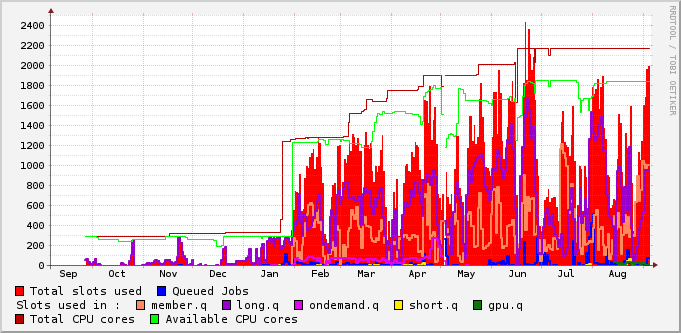 RRDTOOL / TOBI OETIKER
2400
2200
2000
1800
1600
1400
1200
1000
800
600
400
200
0
Sep Oct Nov Dec Jan Feb Mar Apr May Jun Jul Aug
Total slots used Queued Jobs
Slots used in : member.q long.q ondemand.q short.q gpu.q
Total CPU cores Available CPU cores